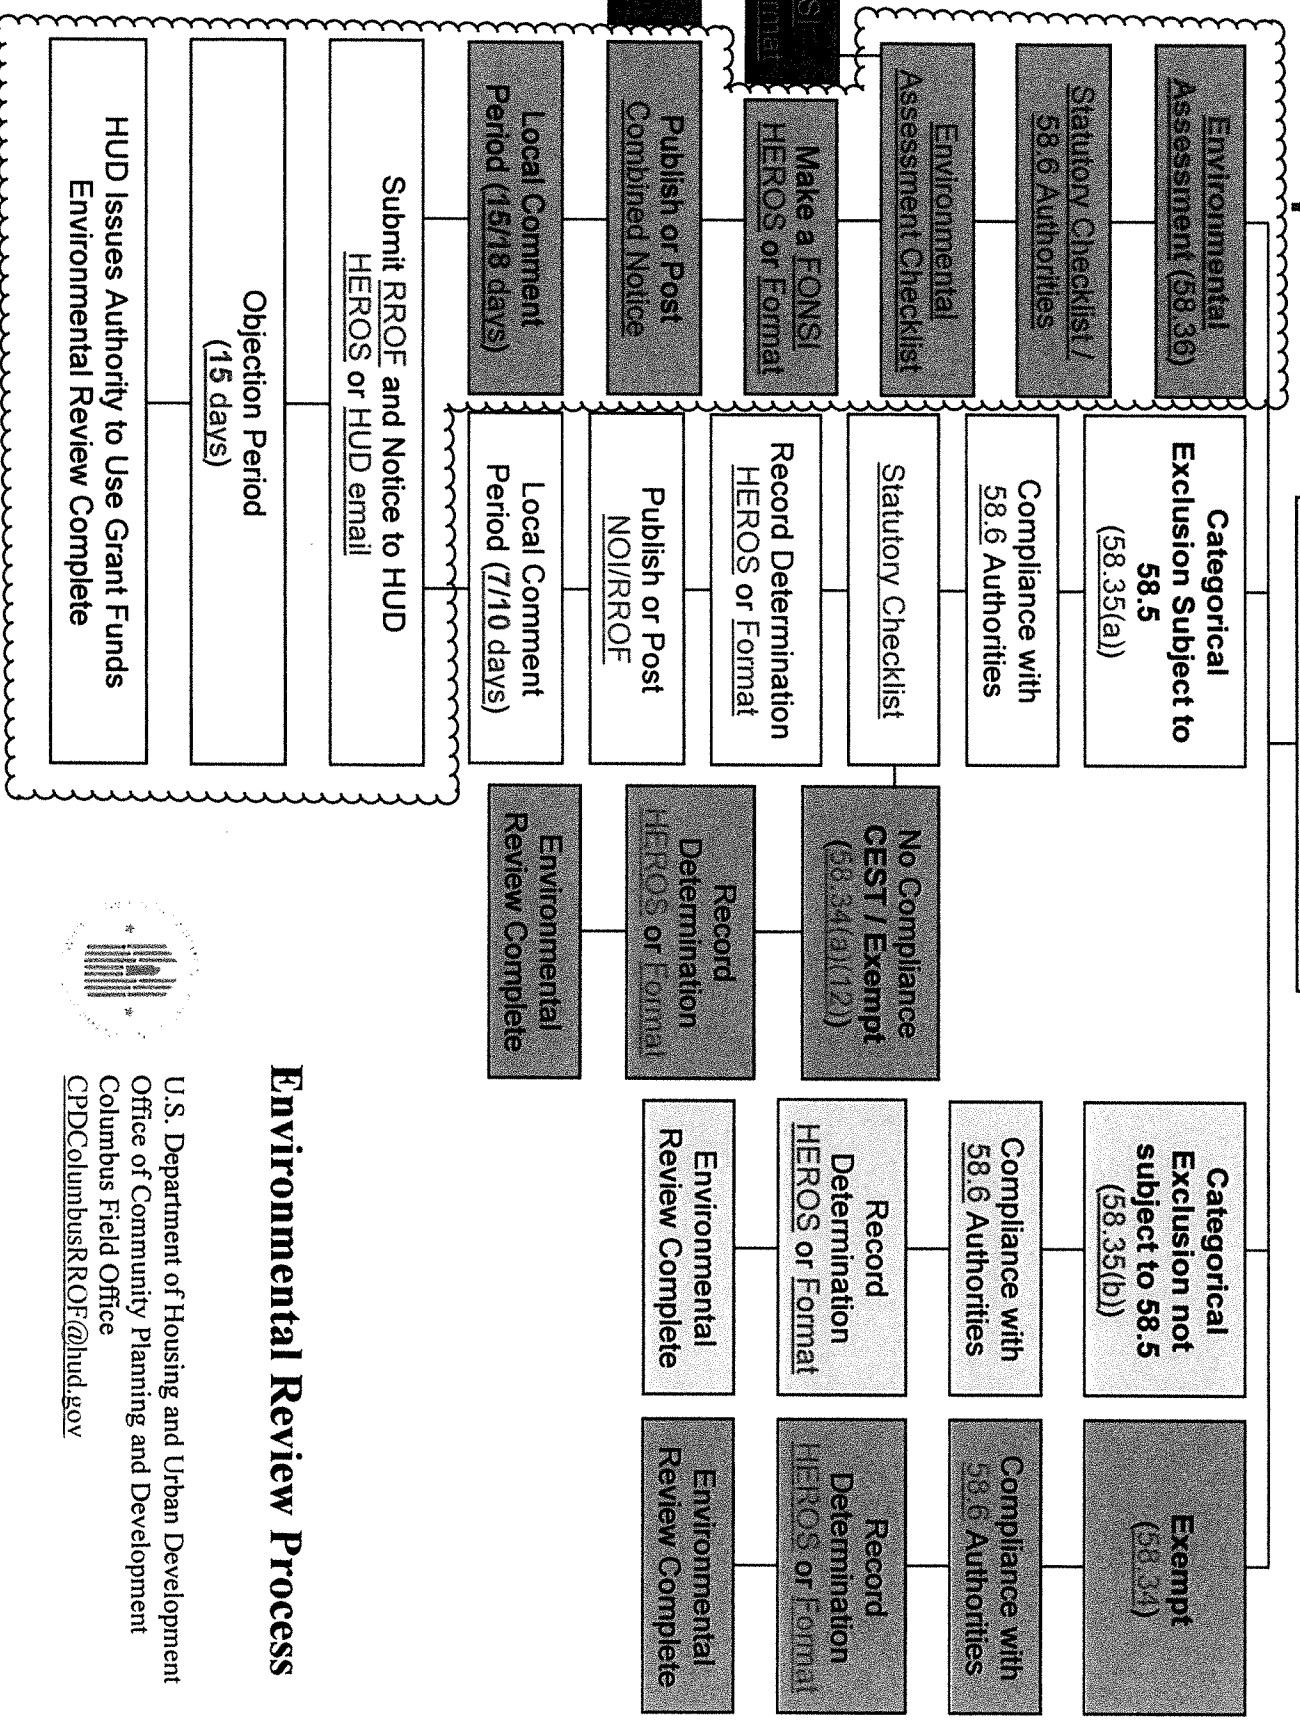 Environmental
Assessment (58.36)
Statutory Checklist /
58.6 Authorities
Environmental
Assessment Checklist
Make a FONSI
HEROS or Format
Publish or Post
Combined Notice
Local Comment
Period (15/18 days)
Submit RROF and Notice to HUD
HEROS or HUD email
Objection Period
(15 days)
HUD Issues Authority to Use Grant Funds
Environmental Review Complete
Categorical
Exclusion Subject to
58.5
(58.35(a))
Compliance with
58.6 Authorities
Statutory Checklist
Record Determination
HEROS or Format
Publish or Post
NOI/RROF
Local Comment
Period (7/10 days)
No Compliance
CEST / Exempt
(58.34(a)(12))
Record
Determination
HEROS or Format
Environmental
Review Complete
Categorical
Exclusion not
subject to 58.5
(58.35(b))
Compliance with
58.6 Authorities
Record
Determination
HEROS or Format
Environmental
Review Complete
Exempt
(58.34)
Compliance with
58.6 Authorities
Record
Determination
HEROS or Format
Environmental
Review Complete
Environmental Review Process
U.S. Department of Housing and Urban Development
Office of Community Planning and Development
Columbus Field Office
CPDColumbusRROF@hud.gov